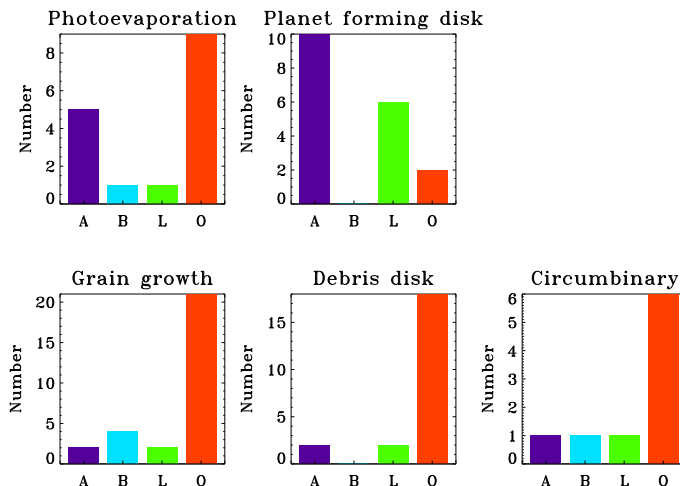 Photoevaporation
Number
8
6
4
2
0
A B L O
Planet forming disk
Number
10
8
6
4
2
0
A B L O
Grain growth
Number
20
15
10
5
0
A B L O
Debris disk
Number
15
10
5
0
A B L O
Circumbinary
Number
6
5
4
3
2
1
0
A B L O